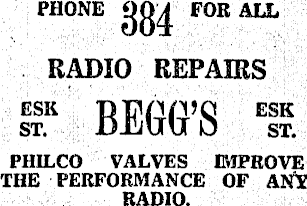 PHONE 384 FOR ALL
RADIO REPAIRS
ESK ST. BEGG'S ESK ST.
PHILCO VALVES IMPROVE
THE PERFORMANCE OF ANY
RADIO.